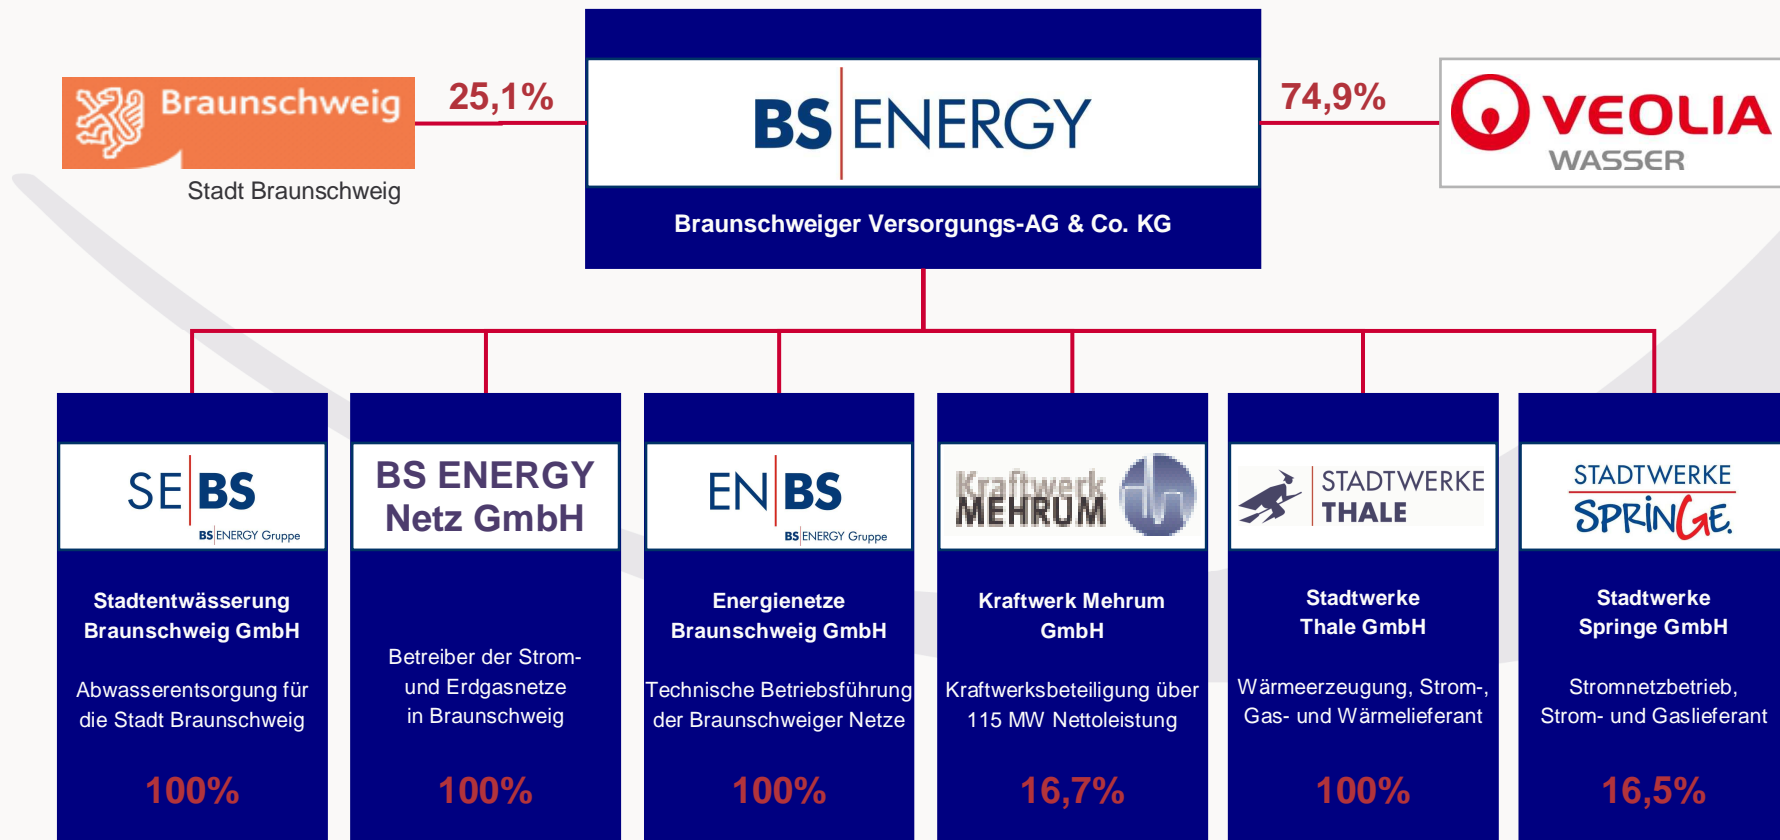 Braunschweig
Stadt Braunschweig
25,1%
BS ENERGY
Braunschweiger Versorgungs-AG & Co. KG
74,9%
VEOLIA
WASSER
SE BS
BS ENERGY Gruppe
Stadtentwässerung
Braunschweig GmbH
Abwasserentsorgung für
die Stadt Braunschweig
100%
BS ENERGY
Netz GmbH
Betreiber der Strom-
und Erdgasnetze
in Braunschweig
100%
EN BS
BS ENERGY Gruppe
Energienetze
Braunschweig GmbH
Technische Betriebsführung
der Braunschweiger Netze
100%
Kraftwerk
MEHRUM
Kraftwerk Mehrum
GmbH
Kraftwerksbeteiligung über
115 MW Nettoleistung
16,7%
STADTWERKE
THALE
Stadtwerke
Thale GmbH
Wärmeerzeugung, Strom-,
Gas- und Wärmelieferant
100%
STADTWERKE
SPRINGE
Stadtwerke
Springe GmbH
Stromnetzbetrieb,
Strom- und Gaslieferant
16,5%